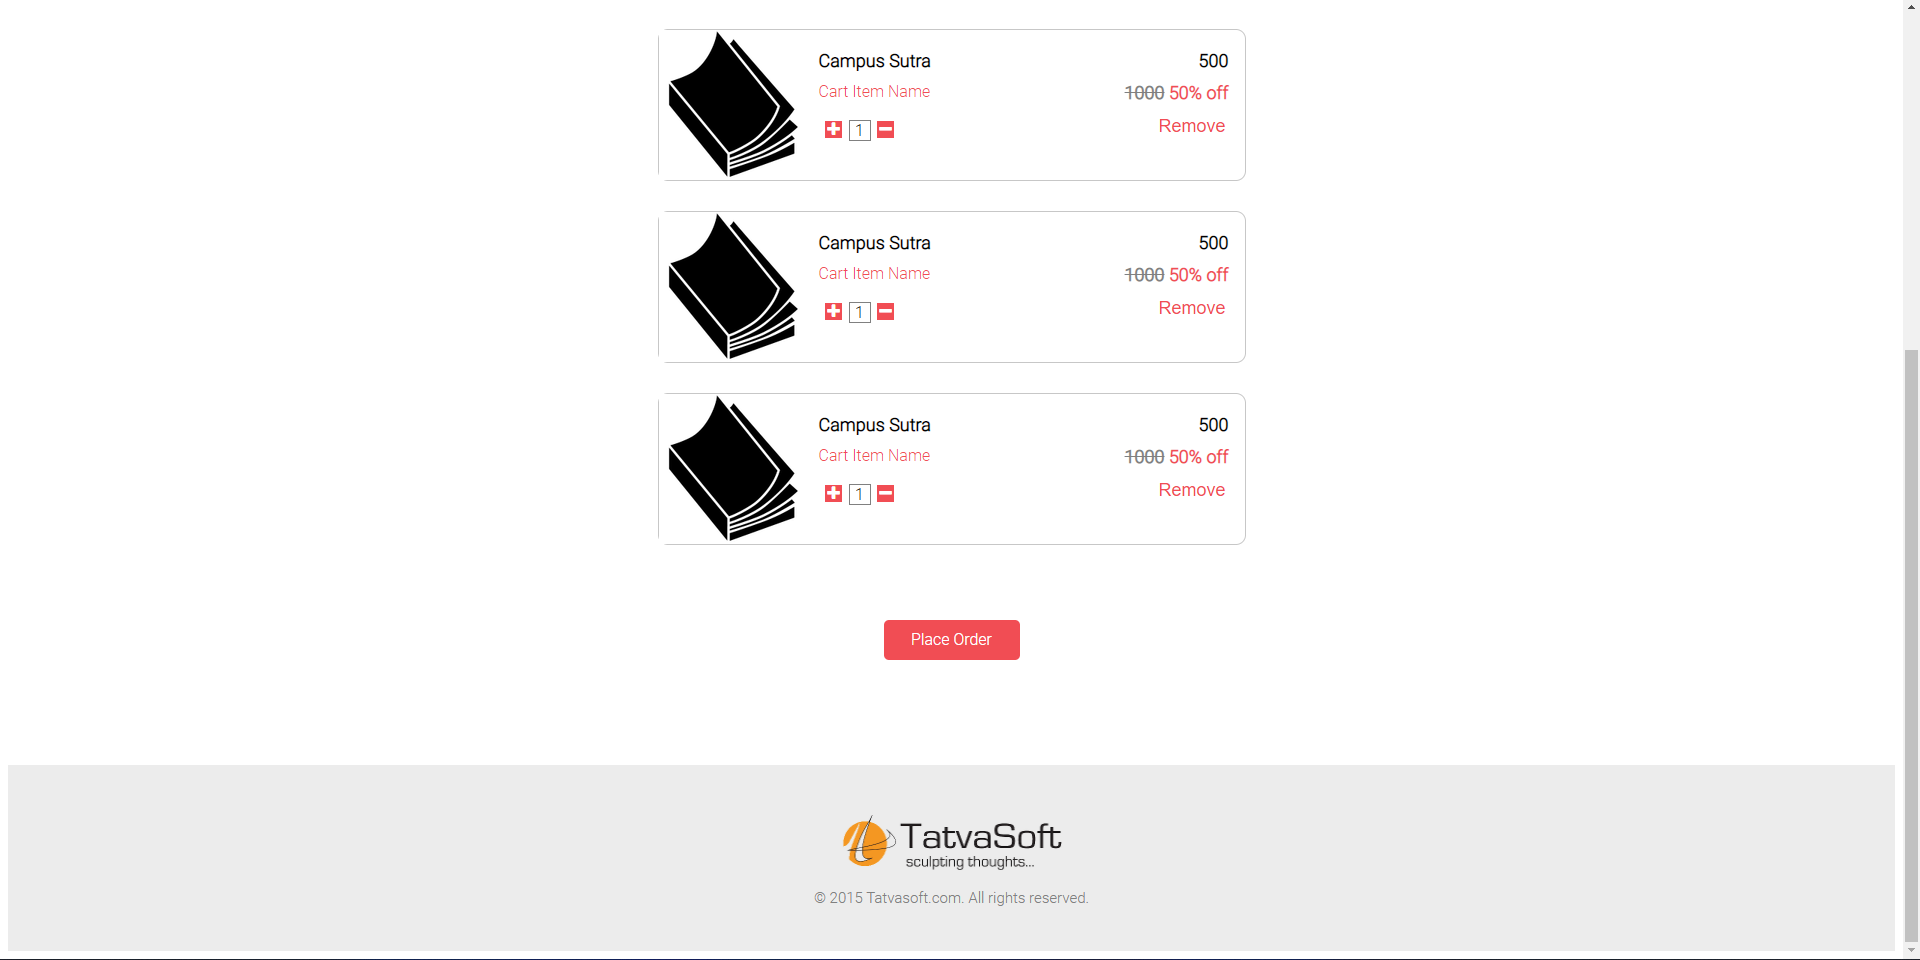 Campus Sutra 500
Cart Item Name 1000 50% off
1 Remove
Campus Sutra 500
Cart Item Name 1000 50% off
1 Remove
Campus Sutra 500
Cart Item Name 1000 50% off
1 Remove
Place Order
TatvaSoft
sculpting thoughts...
© 2015 Tatvasoft.com. All rights reserved.